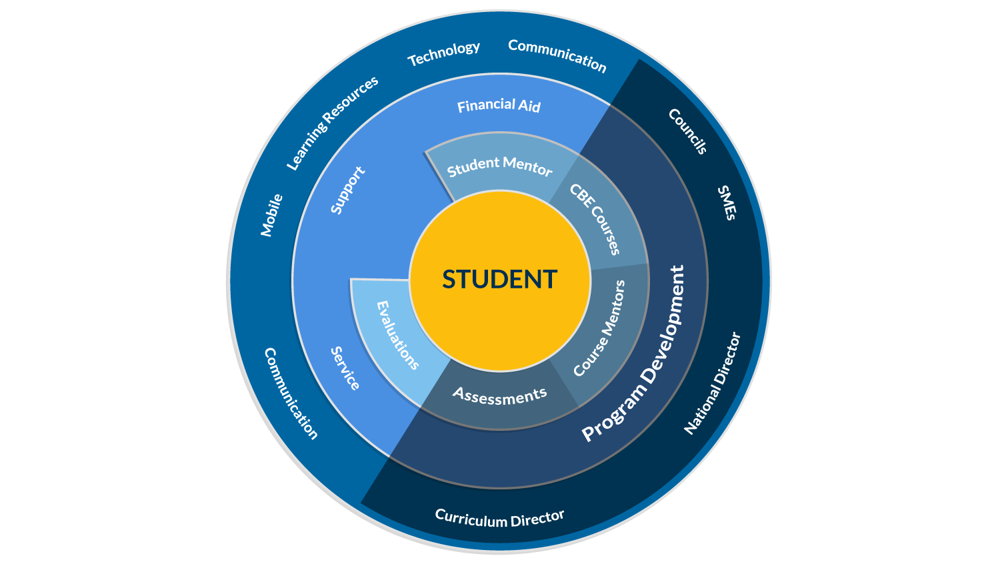 Technology
Communication
Learning Resources
Mobile
Communication
Financial Aid
Support
Service
Student Mentor
CBE Courses
Course Mentors
Assessments
Evaluations
STUDENT
Program Development
Councils
SMEs
National Director
Curriculum Director